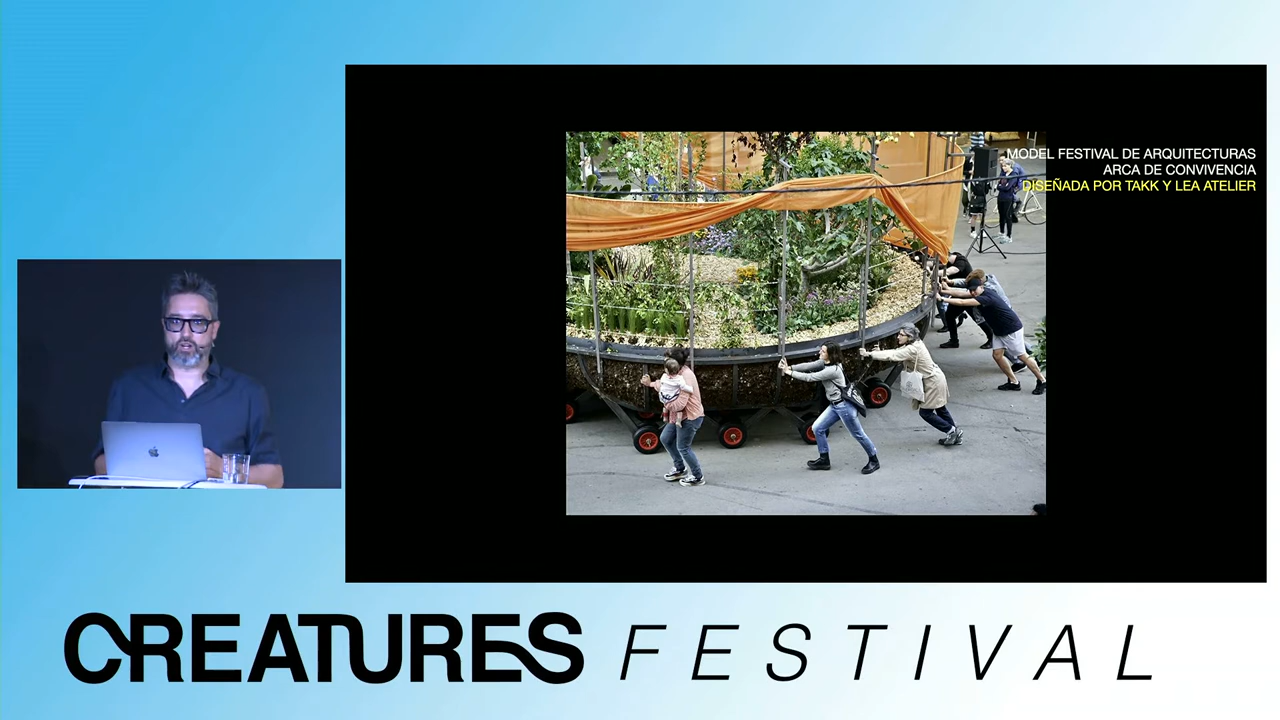 MODEL FESTIVAL DE ARQUITECTURAS
ARCA DE CONVIVENCIA
DISEÑADA POR TAKK Y LEA ATELIER
CREATURES FESTIVAL